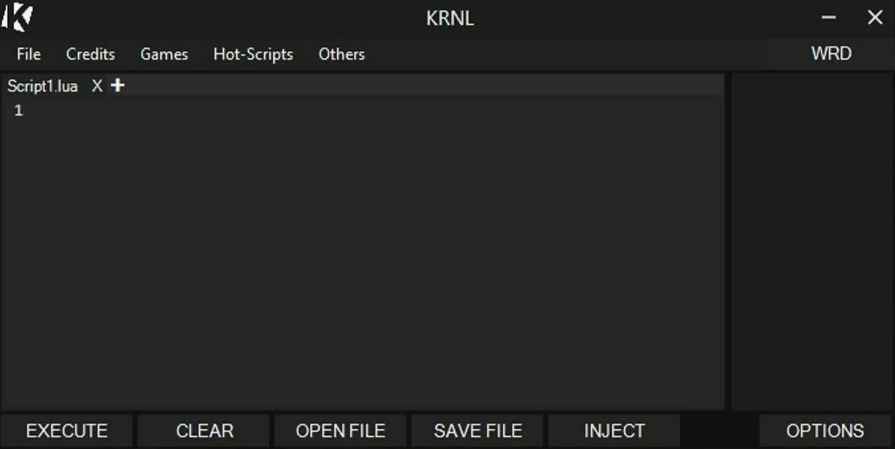 KRNL
File Credits Games Hot-Scripts Others WRD
Script1.lua X
1
EXECUTE CLEAR OPEN FILE SAVE FILE INJECT OPTIONS